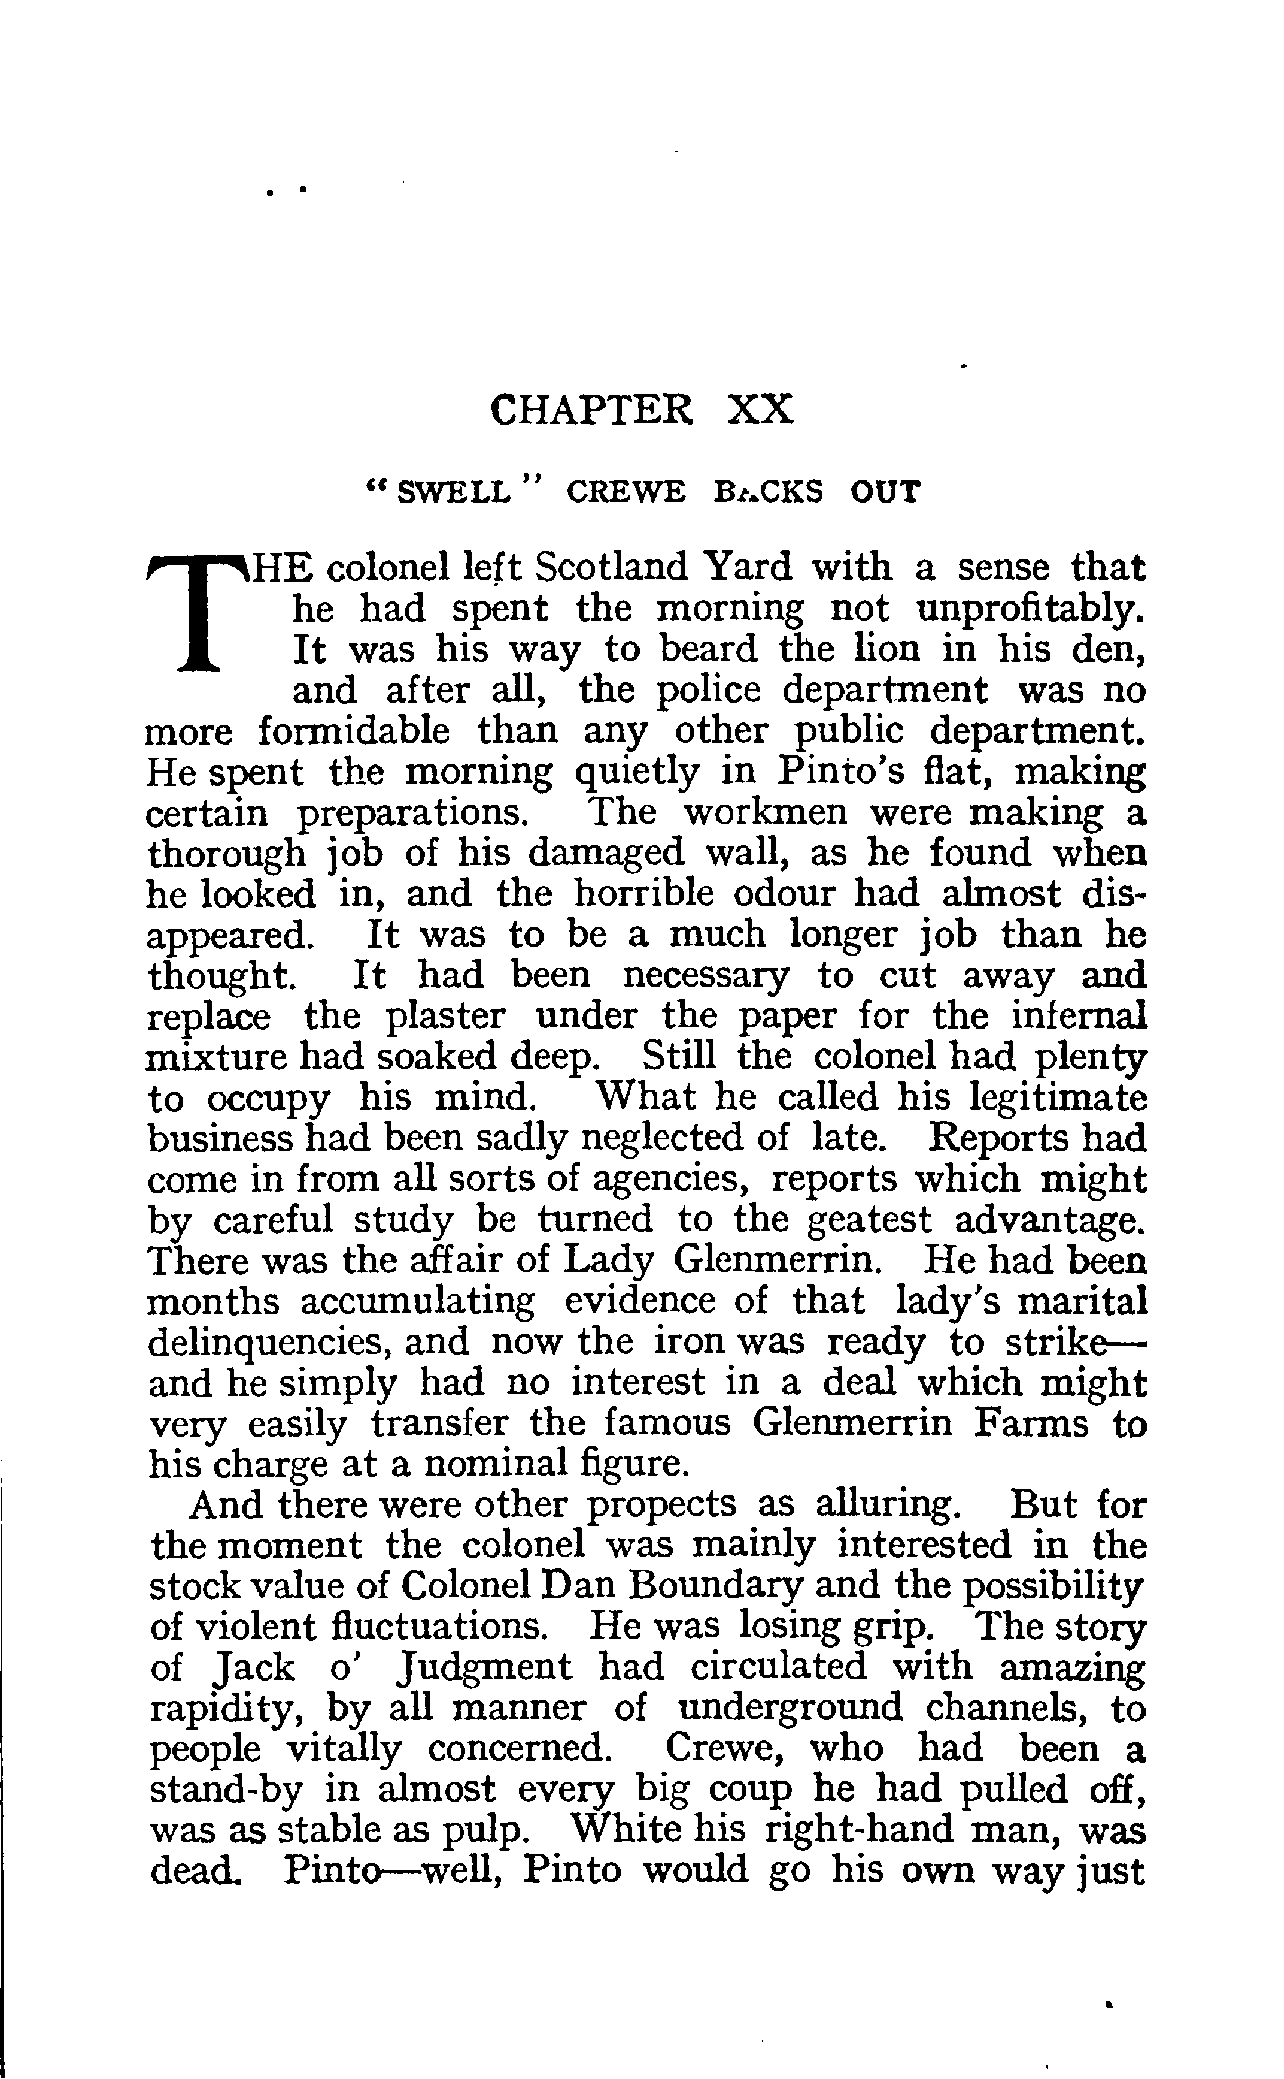 CHAPTER XX
“ SWELL ” CREWE BACKS OUT
THE colonel left Scotland Yard with a sense that
he had spent the morning not unprofitably.
It was his way to beard the lion in his den,
and after all, the police department was no
more formidable than any other public department.
He spent the morning quietly in Pinto's flat, making
certain preparations. The workmen were making a
thorough job of his damaged wall, as he found when
he looked in, and the horrible odour had almost dis-
appeared. It was to be a much longer job than he
thought. It had been necessary to cut away and
replace the plaster under the paper for the infernal
mixture had soaked deep. Still the colonel had plenty
to occupy his mind. What he called his legitimate
business had been sadly neglected of late. Reports had
come in from all sorts of agencies, reports which might
by careful study be turned to the geatest advantage.
There was the affair of Lady Glenmerrin. He had been
months accumulating evidence of that lady's marital
delinquencies, and now the iron was ready to strike—
and he simply had no interest in a deal which might
very easily transfer the famous Glenmerrin Farms to
his charge at a nominal figure.
And there were other propects as alluring. But for
the moment the colonel was mainly interested in the
stock value of Colonel Dan Boundary and the possibility
of violent fluctuations. He was losing grip. The story
of Jack o' Judgment had circulated with amazing
rapidity, by all manner of underground channels, to
people vitally concerned. Crewe, who had been a
stand-by in almost every big coup he had pulled off,
was as stable as pulp. White his right-hand man, was
dead. Pinto—well, Pinto would go his own way just